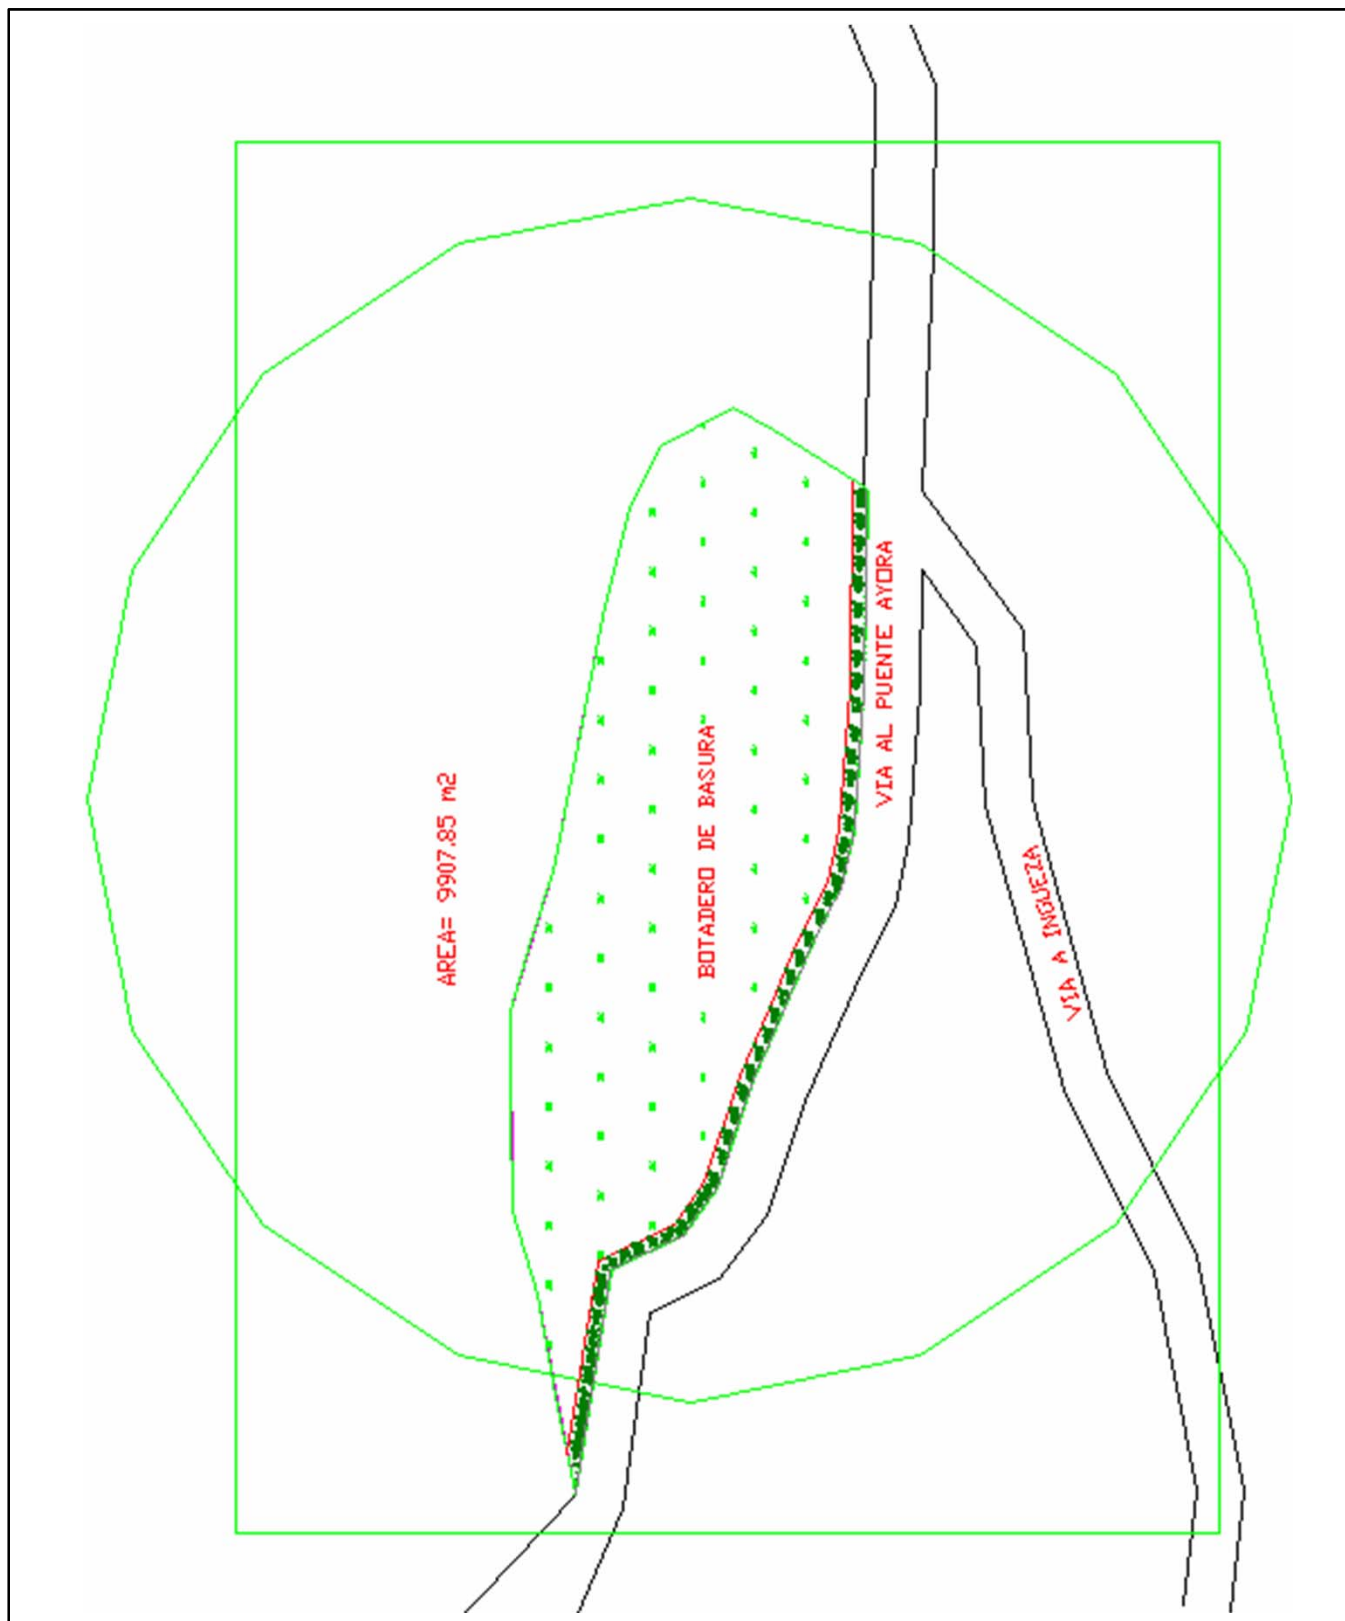 AREA= 9907.85 m2
BOTADERO DE BASURA
VIA AL PUENTE AYORA
VIA A INGUEZA